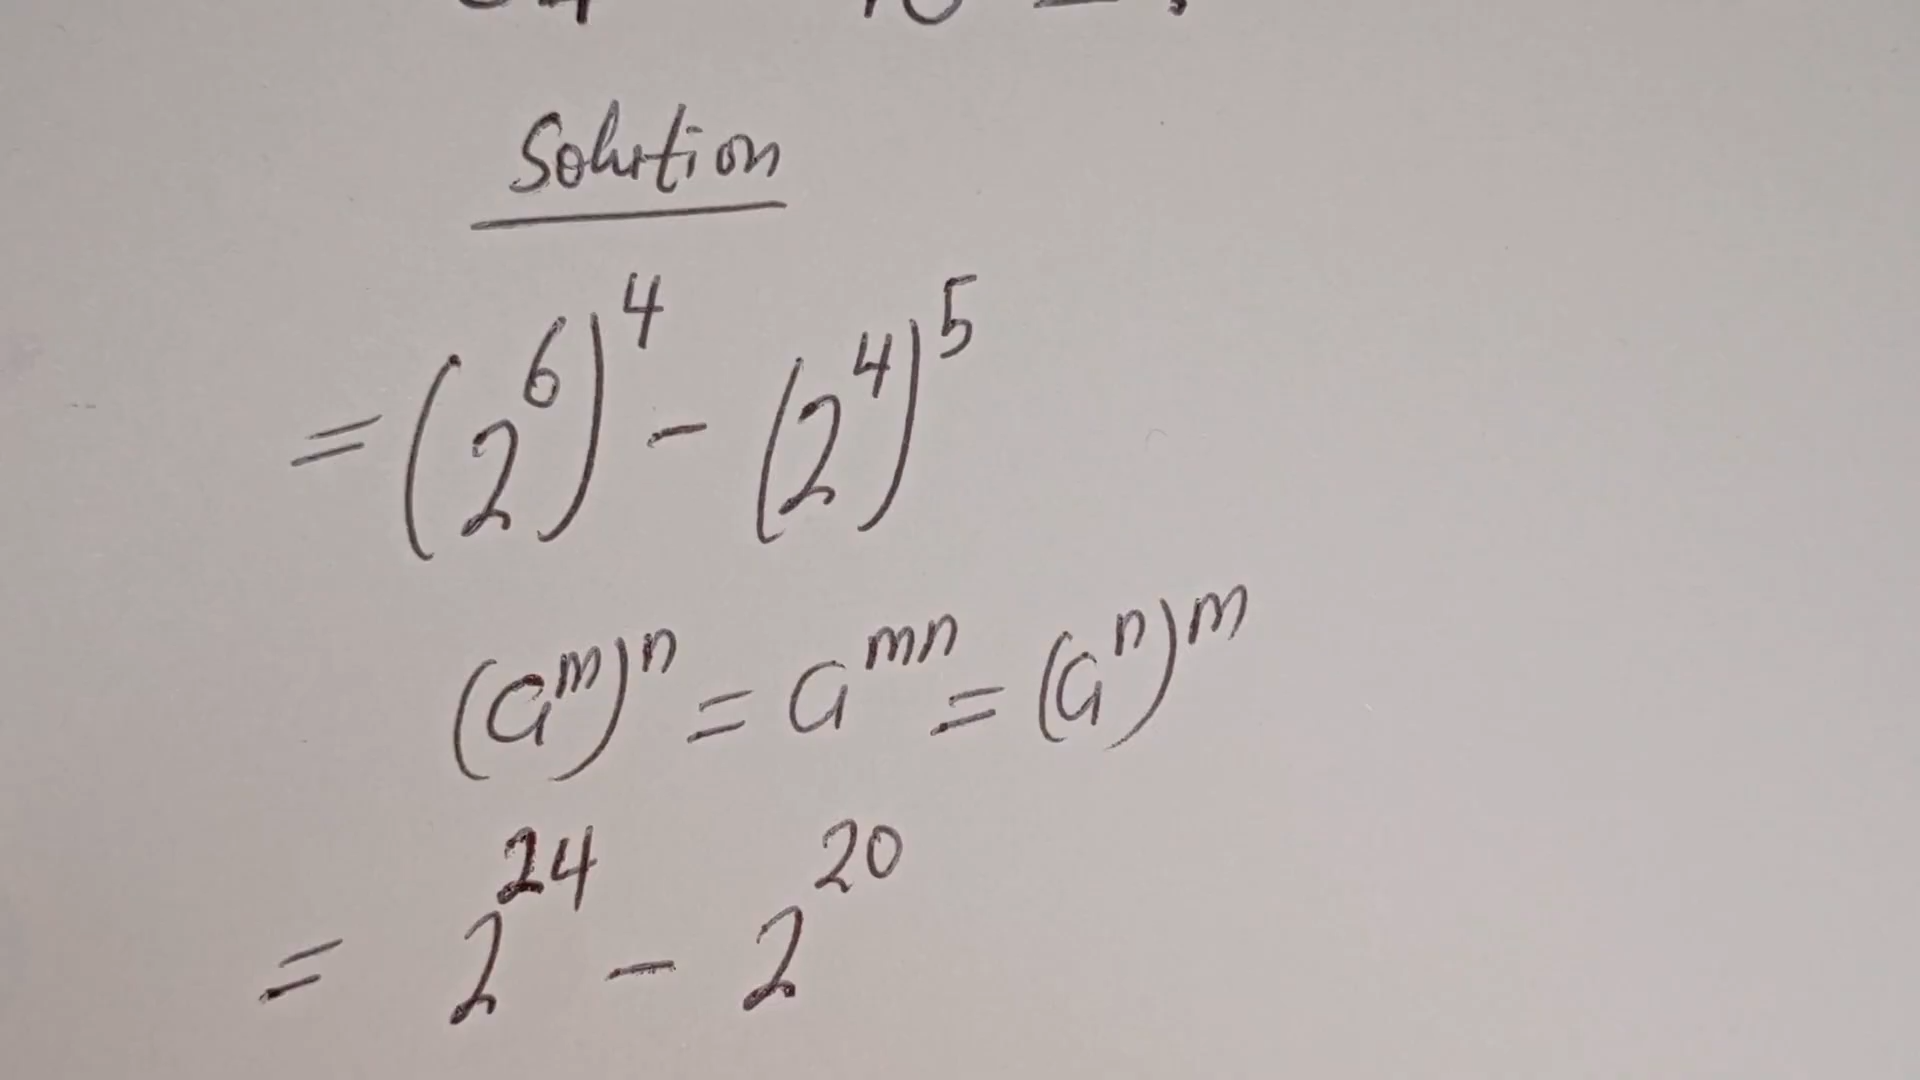 Solution
= (2⁶)⁴ - (2⁴)⁵
(aᵐ)ⁿ = aᵐⁿ = (aⁿ)ᵐ
= 2²⁴ - 2²⁰